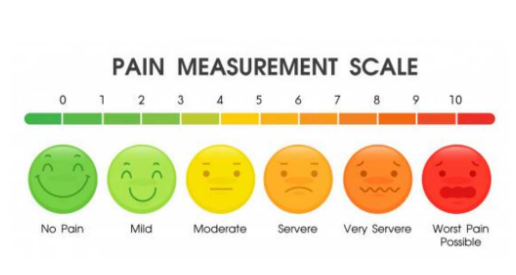 PAIN MEASUREMENT SCALE
0 1 2 3 4 5 6 7 8 9 10
No Pain Mild Moderate Servere Very Servere Worst Pain
Possible